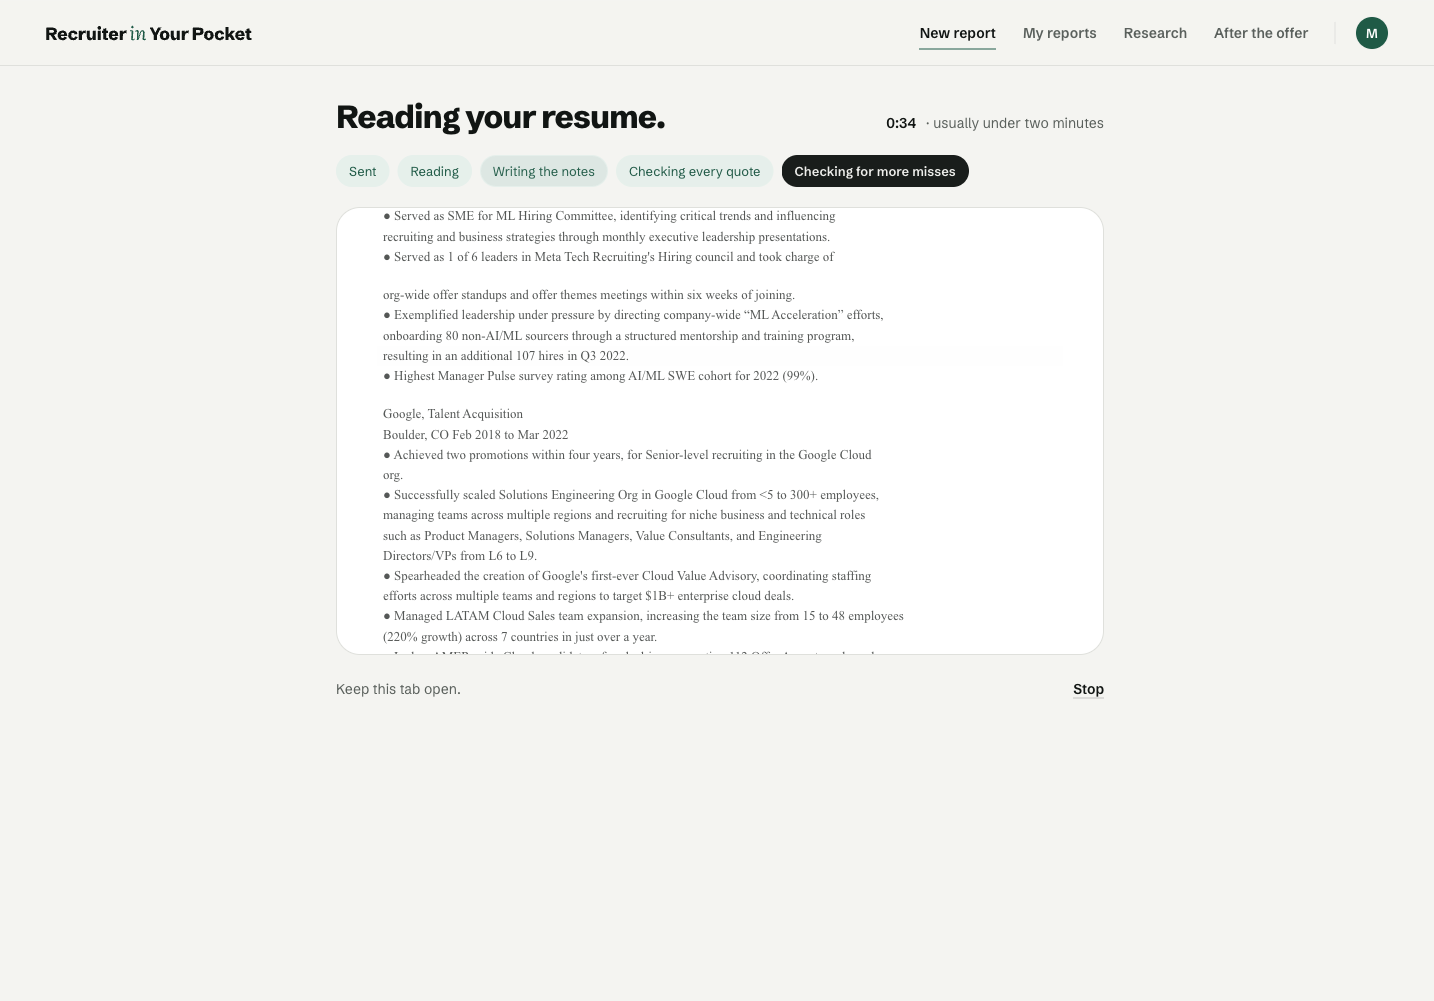 Recruiter in Your Pocket
New report My reports Research After the offer M
Reading your resume.
0:34 · usually under two minutes
Sent Reading Writing the notes Checking every quote Checking for more misses
● Served as SME for ML Hiring Committee, identifying critical trends and influencing
recruiting and business strategies through monthly executive leadership presentations.
● Served as 1 of 6 leaders in Meta Tech Recruiting's Hiring council and took charge of
org-wide offer standups and offer themes meetings within six weeks of joining.
● Exemplified leadership under pressure by directing company-wide “ML Acceleration” efforts,
onboarding 80 non-AI/ML sourcers through a structured mentorship and training program,
resulting in an additional 107 hires in Q3 2022.
● Highest Manager Pulse survey rating among AI/ML SWE cohort for 2022 (99%).
Google, Talent Acquisition
Boulder, CO Feb 2018 to Mar 2022
● Achieved two promotions within four years, for Senior-level recruiting in the Google Cloud
org.
● Successfully scaled Solutions Engineering Org in Google Cloud from <5 to 300+ employees,
managing teams across multiple regions and recruiting for niche business and technical roles
such as Product Managers, Solutions Managers, Value Consultants, and Engineering
Directors/VPs from L6 to L9.
● Spearheaded the creation of Google's first-ever Cloud Value Advisory, coordinating staffing
efforts across multiple teams and regions to target $1B+ enterprise cloud deals.
● Managed LATAM Cloud Sales team expansion, increasing the team size from 15 to 48 employees
(220% growth) across 7 countries in just over a year.
Keep this tab open.
Stop